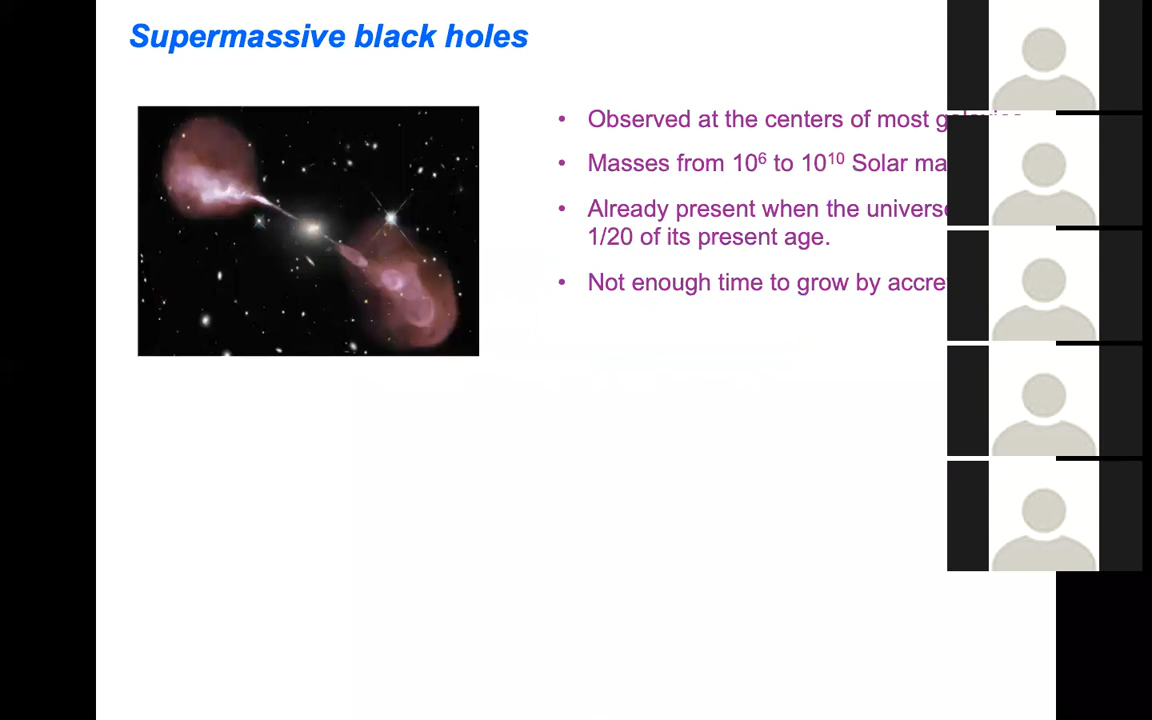 Supermassive black holes
• Observed at the centers of most
• Masses from 10⁶ to 10¹⁰ Solar
• Already present when the universe
1/20 of its present age.
• Not enough time to grow by